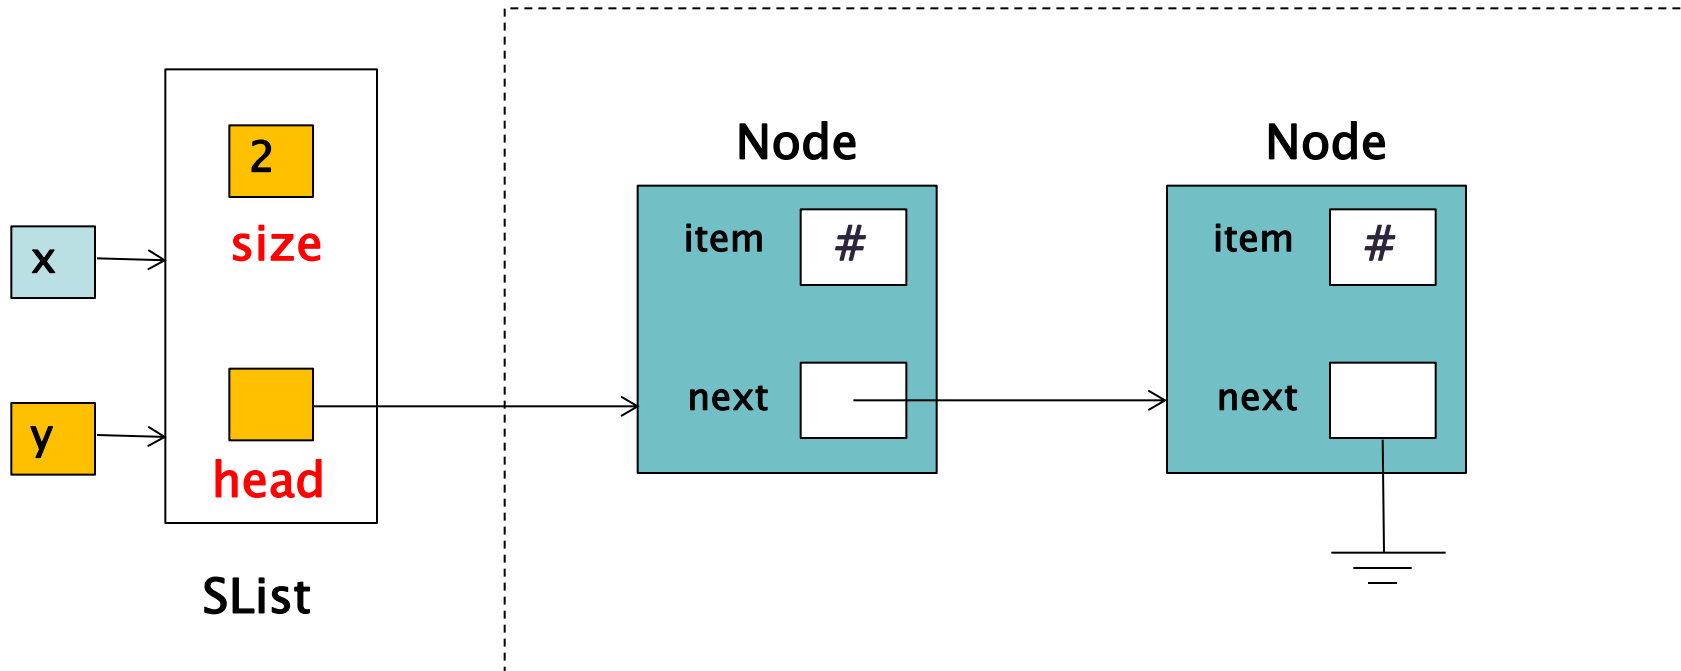 Node
Node
2
item
#
item
#
size
x
next
next
y
head
SList